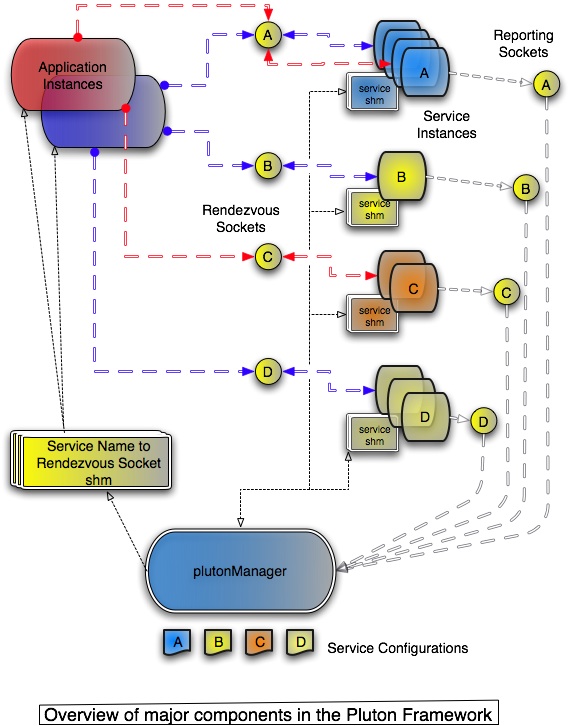 A
Reporting
Sockets
Application
Instances
A
A
service
shm
Service
Instances
B
B
service
shm
B
Rendezvous
Sockets
C
C
C
service
shm
D
D
service
shm
D
Service Name to
Rendezvous Socket
shm
plutonManager
A
B
C
D
Service Configurations
Overview of major components in the Pluton Framework